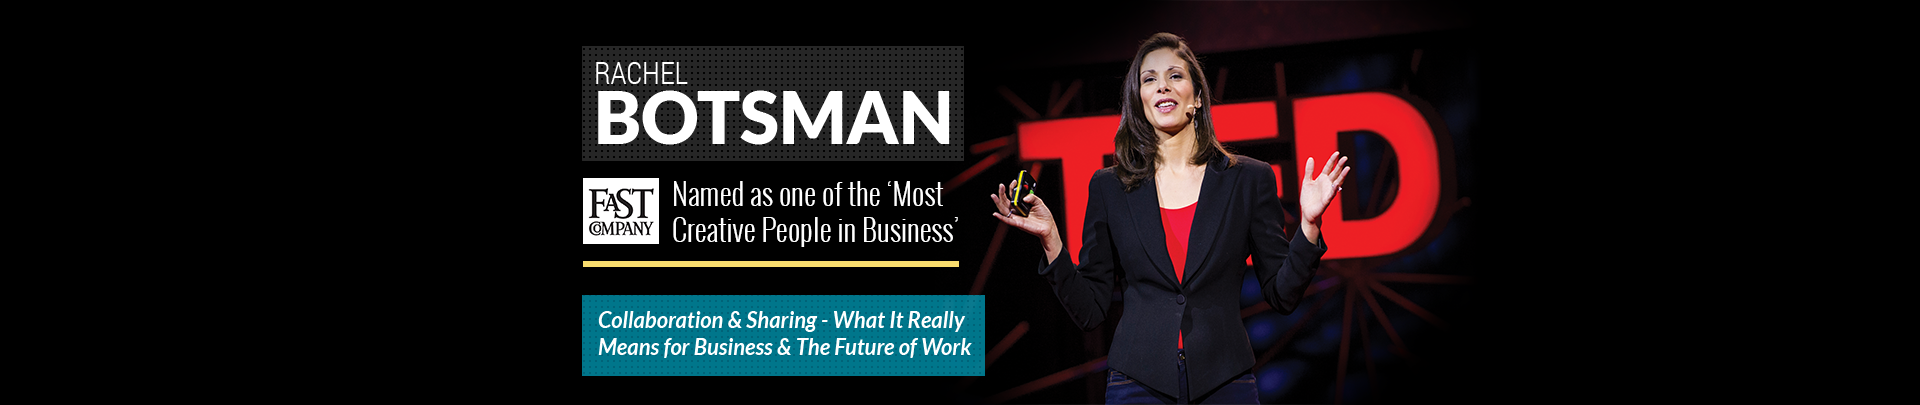 RACHEL
BOTSMAN
FAST
COMPANY
Named as one of the ‘Most
Creative People in Business’
Collaboration & Sharing - What It Really
Means for Business & The Future of Work
TED